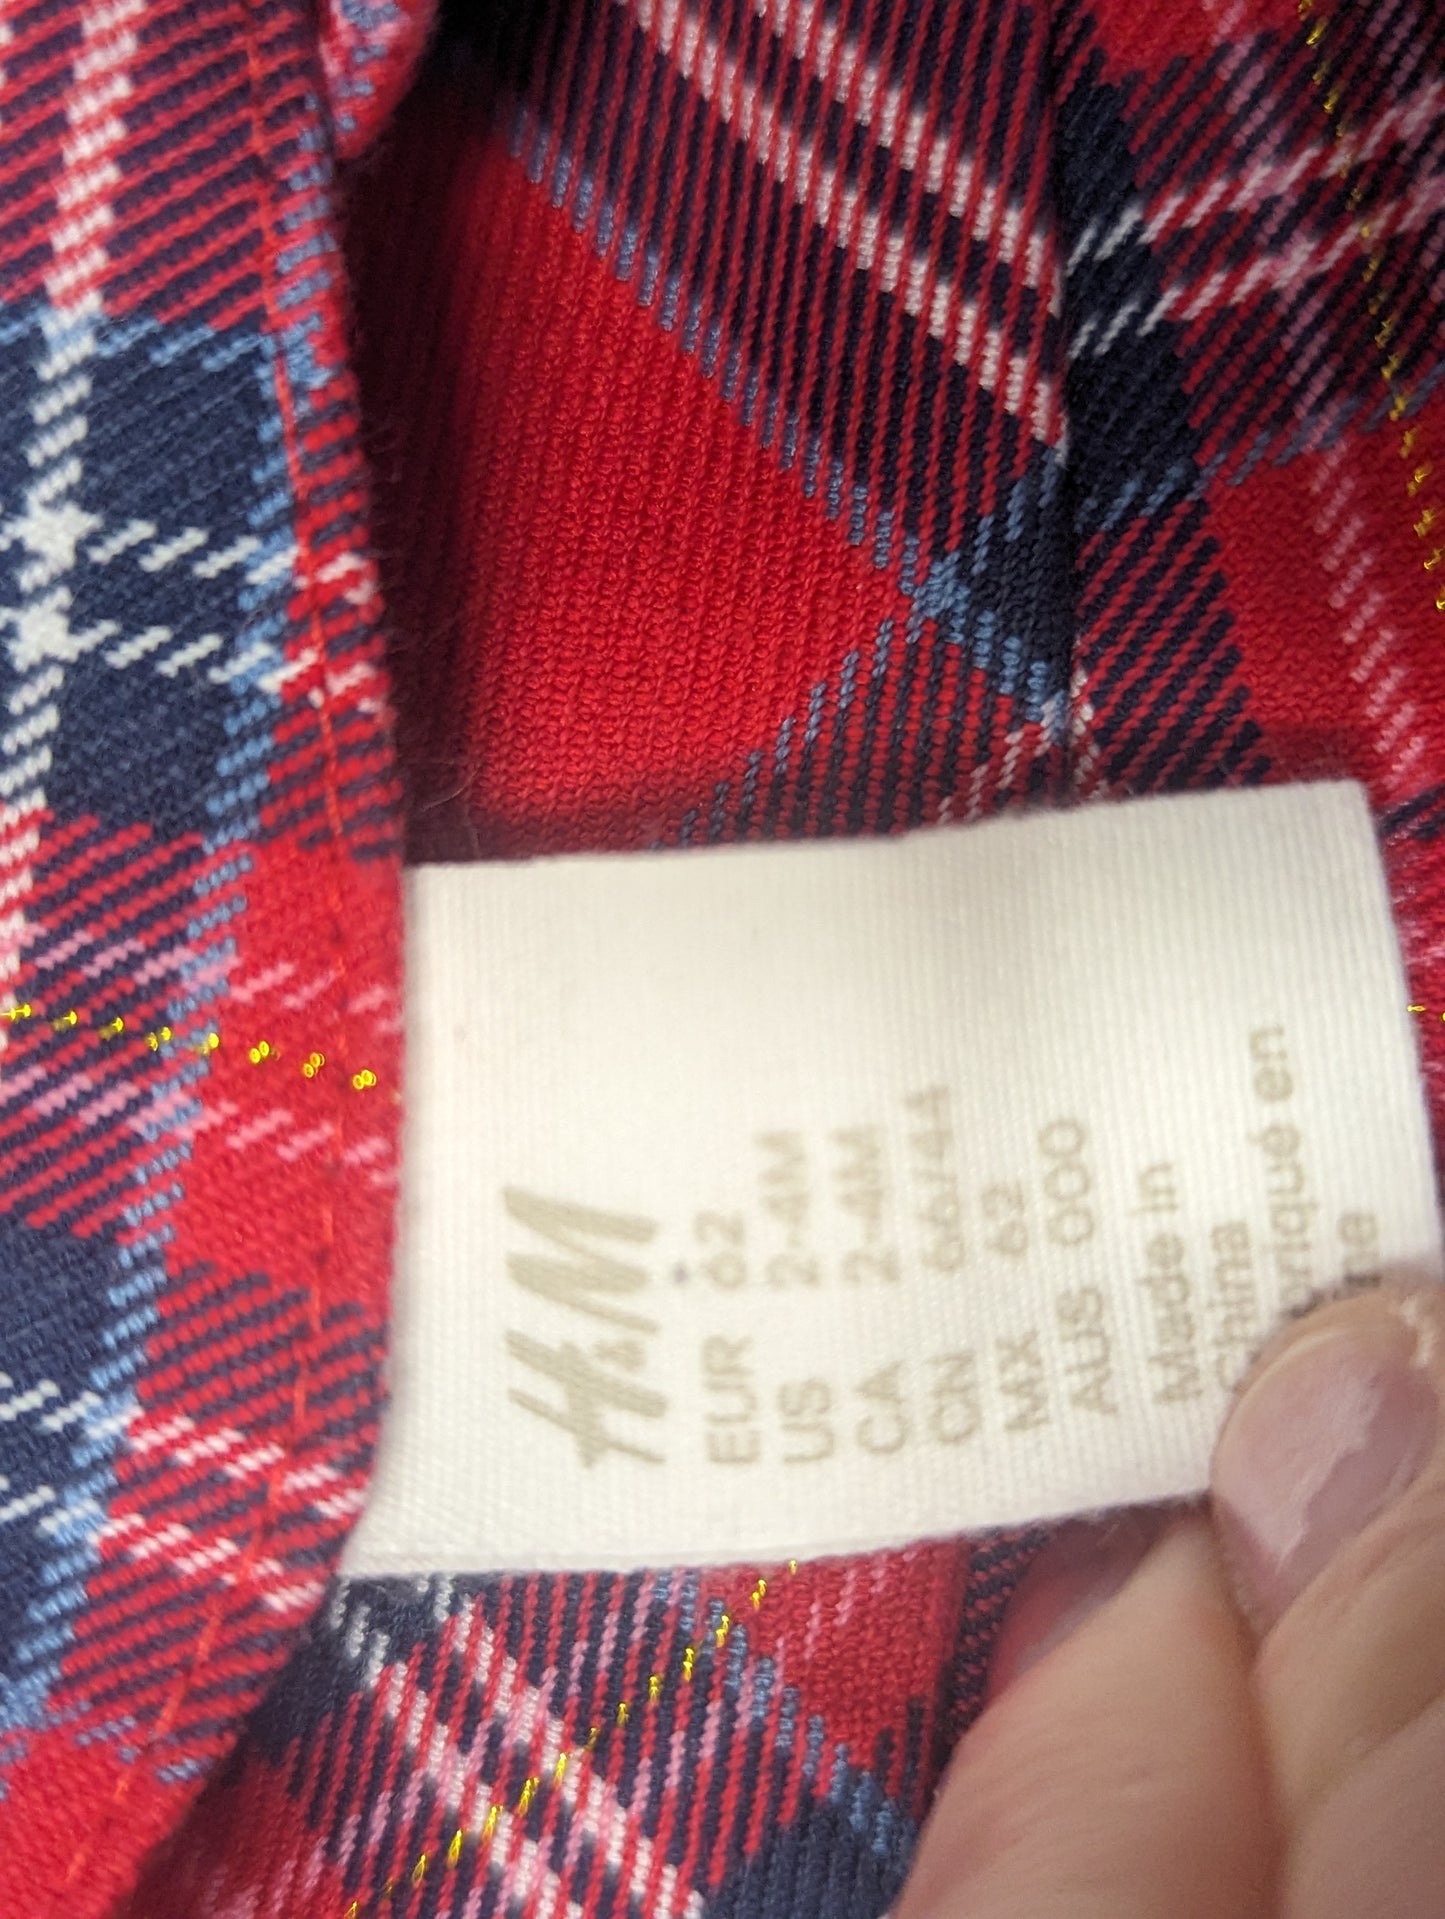 H&M
EUR 62
US 2-4M
CA 2-4M
CN 66/44
MX 62
AUS 000
Made in
China
en